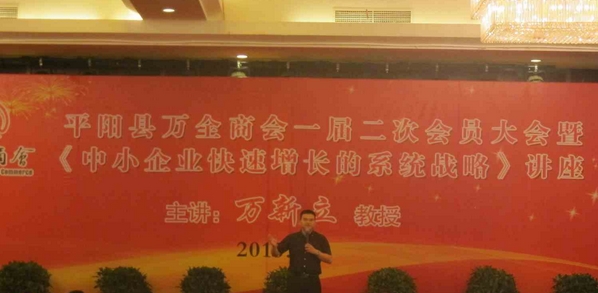 平阳县万全商会一届二次会员大会暨
《中小企业快速增长的系统战略》讲座
主讲：万新立 教授
201
Commerce